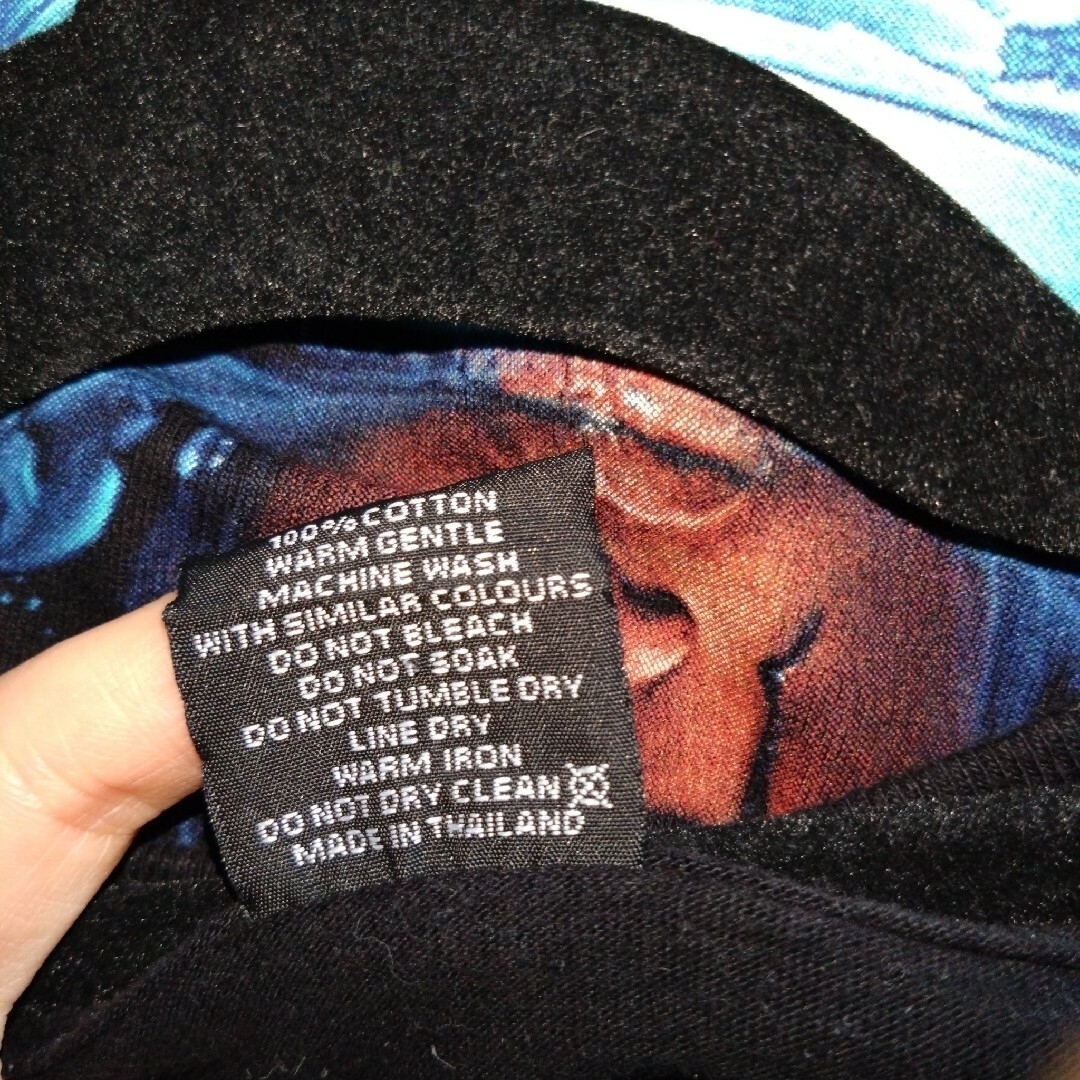 100% COTTON
WARM GENTLE
MACHINE WASH
WITH SIMILAR COLOURS
DO NOT BLEACH
DO NOT SOAK
DO NOT TUMBLE DRY
LINE DRY
WARM IRON
DO NOT DRY CLEAN
MADE IN THAILAND